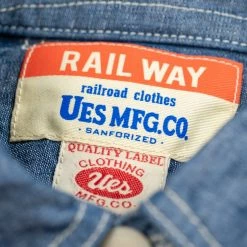 RAIL WAY
railroad clothes
UES MFG.CO.
• SANFORIZED •
QUALITY LABEL
CLOTHING
Ues
MFG.CO.